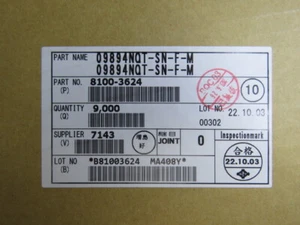 PART NAME 09894NQT-SN-F-M
09894NQT-SN-F-M
PART NO. 8100-3624
(P)
10
QUANTITY 9,000
(Q)
LOT NO 22.10.03
00302
SUPPLIER 7143
(V)
JOINT 0
Inspectionmark
合格
22.10.03
LOT NO *B81003624 MA408Y*
(B)